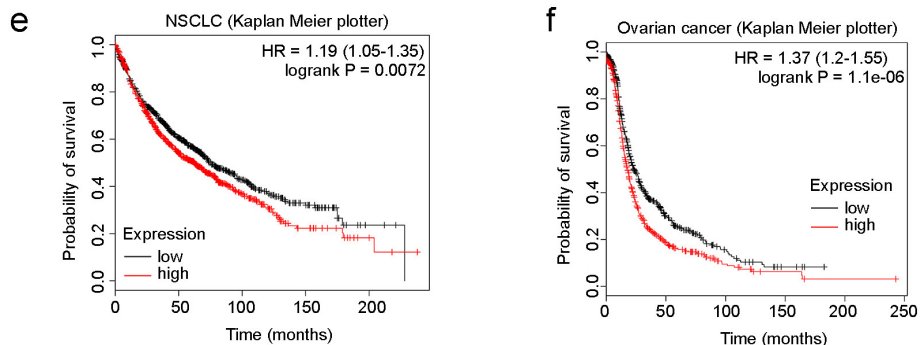 e
NSCLC (Kaplan Meier plotter)
HR = 1.19 (1.05-1.35)
logrank P = 0.0072
Probability of survival
1.0
0.8
0.6
0.4
0.2
0.0
Expression
low
high
0 50 100 150 200
Time (months)
f
Ovarian cancer (Kaplan Meier plotter)
HR = 1.37 (1.2-1.55)
logrank P = 1.1e-06
Probability of survival
1.0
0.8
0.6
0.4
0.2
0.0
Expression
low
high
0 50 100 150 200 250
Time (months)